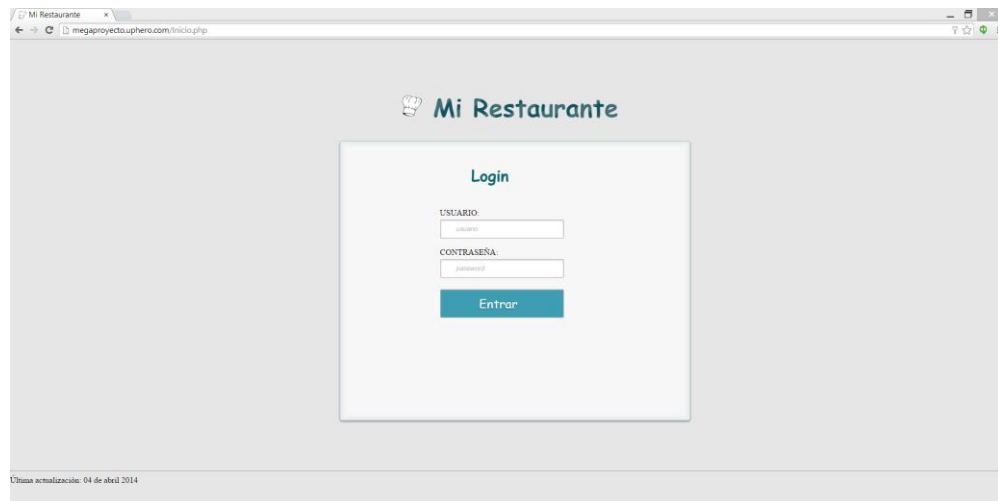 Mi Restaurante
megaproyecto.uphero.com/Inicio.php
Mi Restaurante
Login
USUARIO:
usuario
CONTRASEÑA:
password
Entrar
Última actualización: 04 de abril 2014